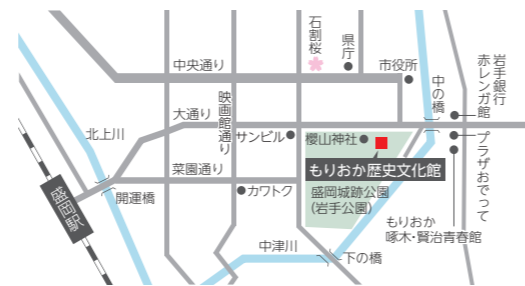 石割桜
県庁
市役所
岩手銀行
赤レンガ館
中央通り
映画館通り
大通り
中の橋
北上川
サンビル
櫻山神社
プラザおでって
菜園通り
もりおか歴史文化館
盛岡駅
開運橋
カワトク
盛岡城跡公園
(岩手公園)
もりおか
啄木・賢治青春館
中津川
下の橋